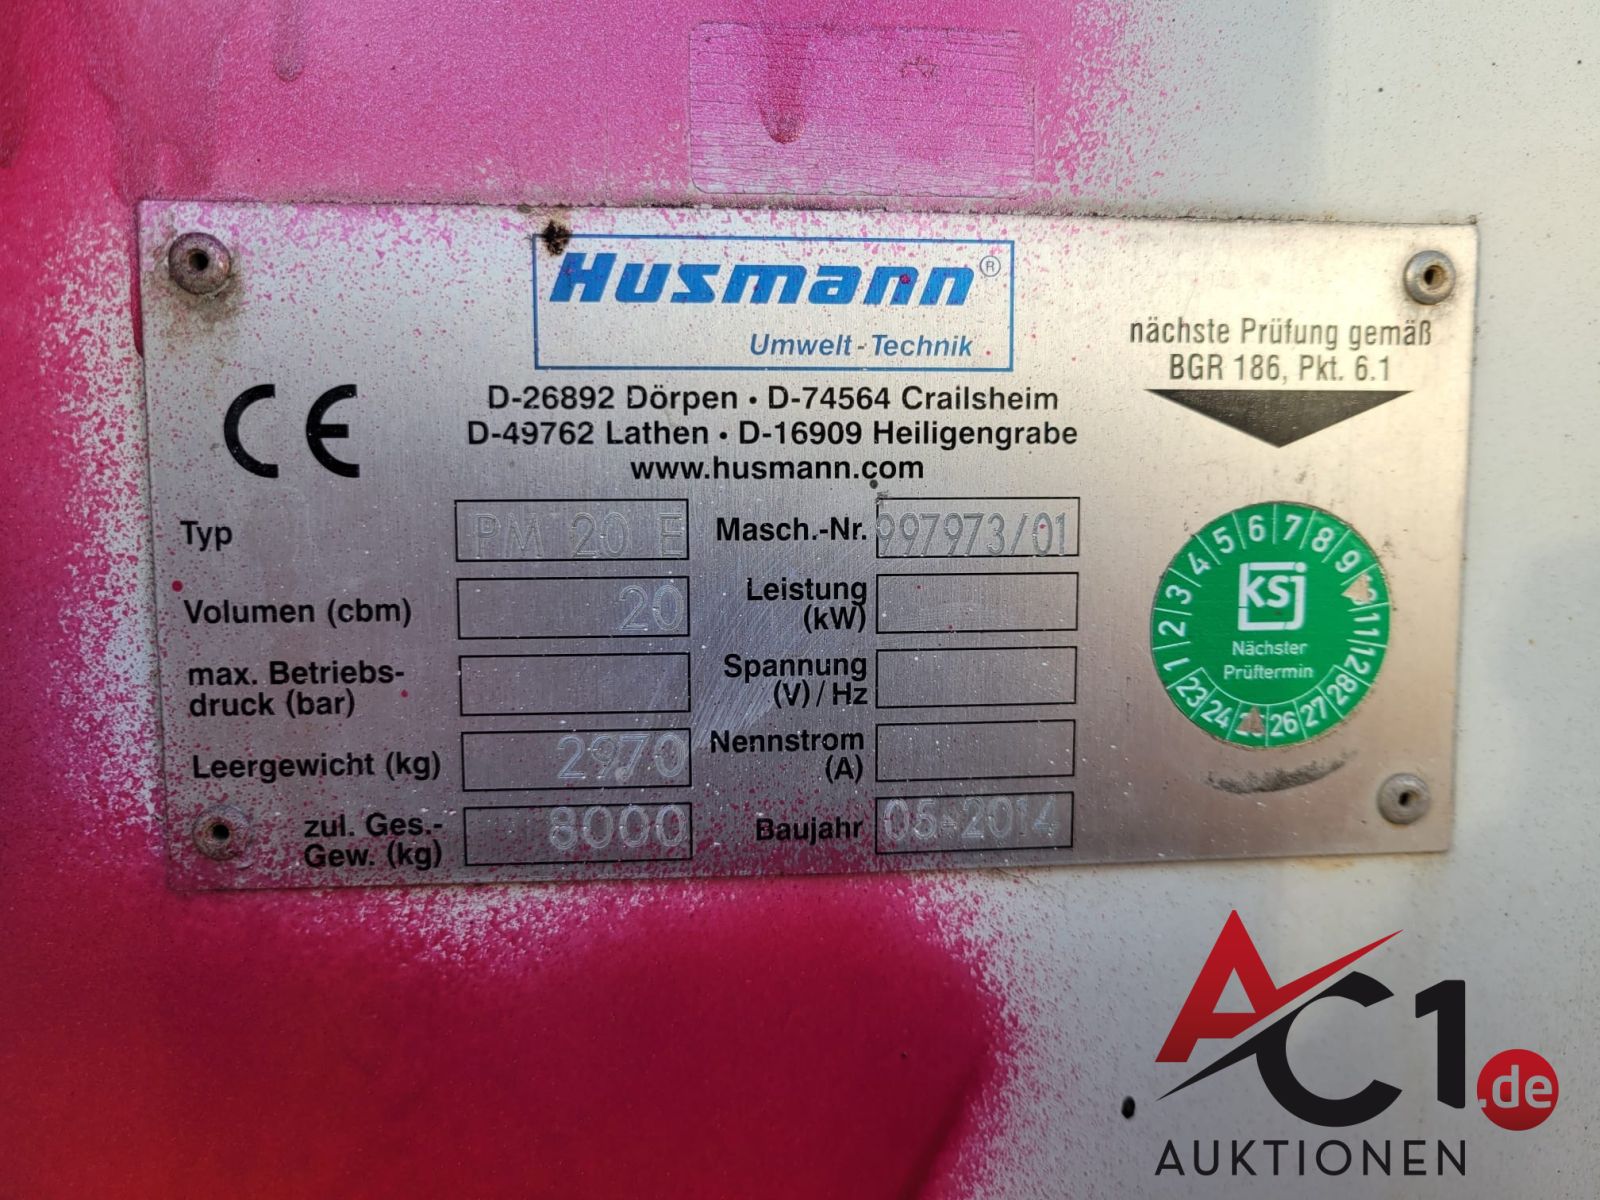 Husmann®
Umwelt-Technik
D-26892 Dörpen • D-74564 Crailsheim
D-49762 Lathen • D-16909 Heiligengrabe
www.husmann.com
CE
nächste Prüfung gemäß
BGR 186, Pkt. 6.1
Typ PM 20 E
Volumen (cbm) 20
max. Betriebs-
druck (bar)
Leergewicht (kg) 2970
zul. Ges.-
Gew. (kg) 8000
Masch.-Nr. 997973/01
Leistung
(kW)
Spannung
(V) / Hz
Nennstrom
(A)
Baujahr 05-2014
1 2 3 4 5 6 7 8 9 11 12
ksj
Nächster
Prüftermin
23 24 26 27 28
AC1.de
AUKTIONEN